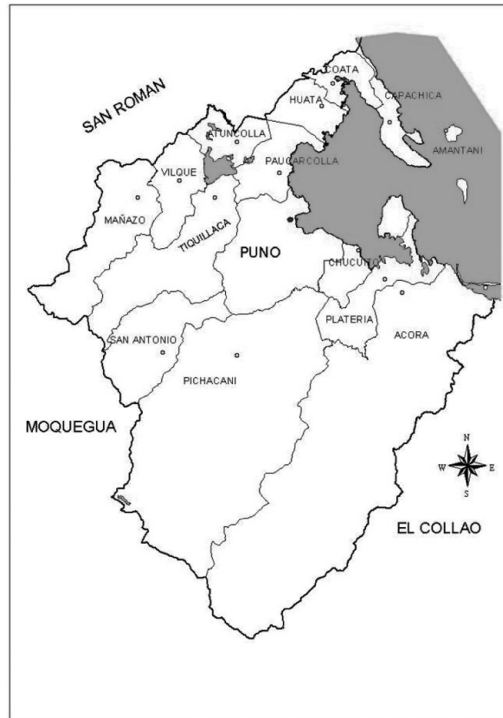 COATA
SAN ROMAN
HUATA
CAPACHICA
ATUNCOLLA
AMANTANI
PAUCARCOLLA
VILQUE
MAÑAZO
TIQUILLACA
PUNO
CHUCUITO
PLATERIA
SAN ANTONIO
ACORA
PICHACANI
MOQUEGUA
N
W E
S
EL COLLAO